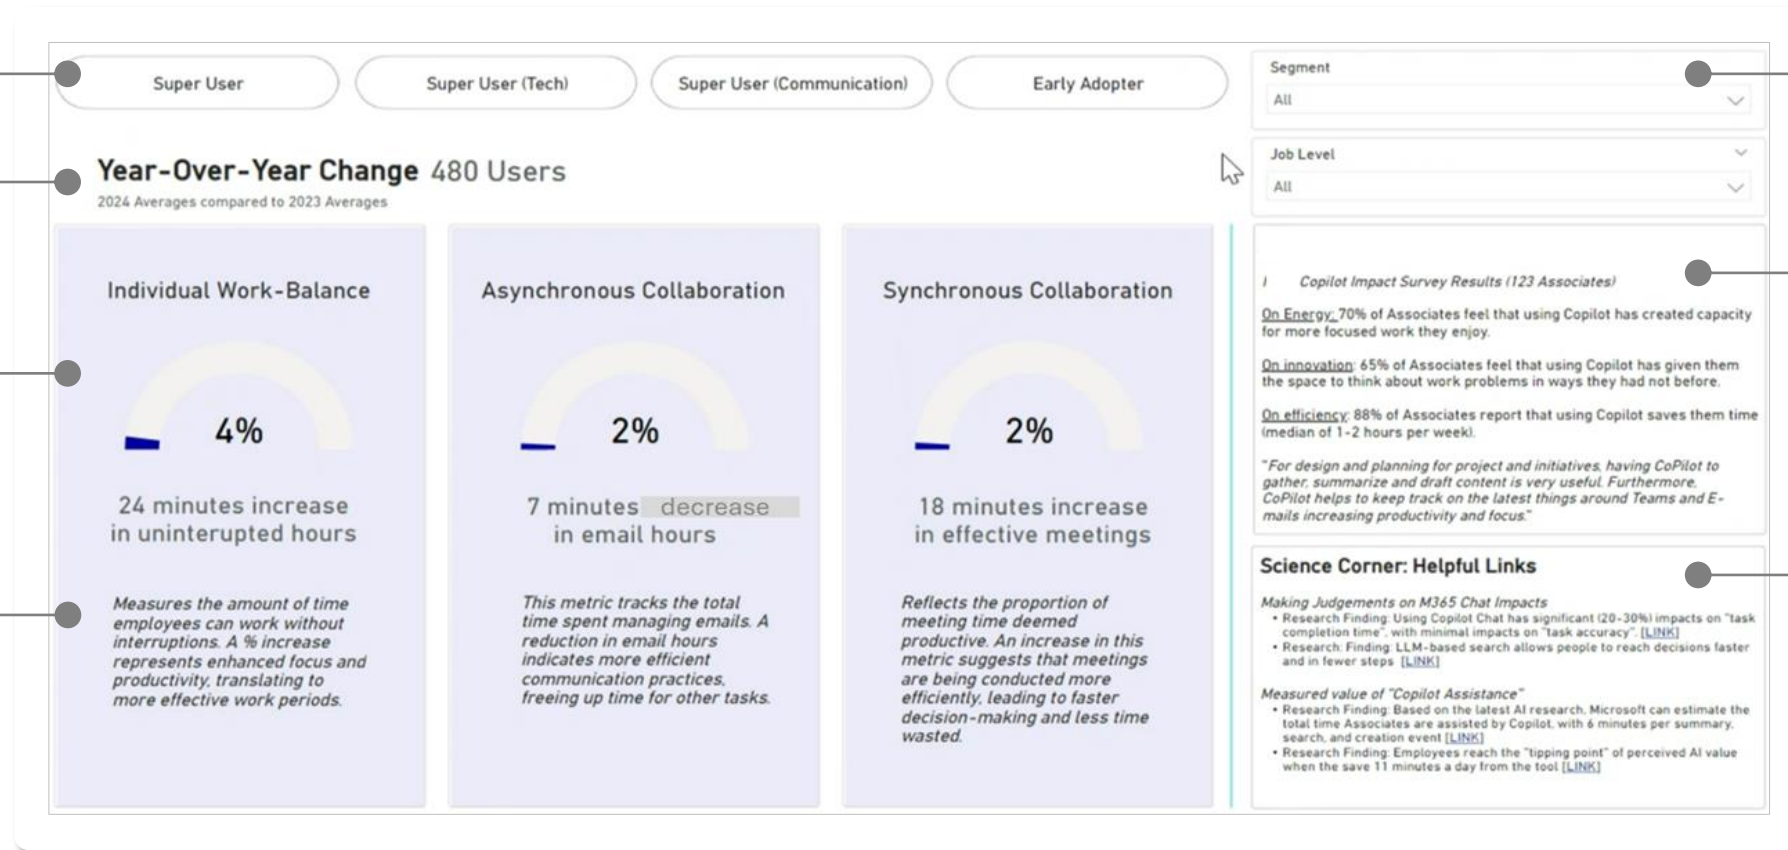 Super User
Super User (Tech)
Super User (Communication)
Early Adopter
Segment
All
Job Level
All
Year-Over-Year Change 480 Users
2024 Averages compared to 2023 Averages
Individual Work-Balance
4%
24 minutes increase
in uninterupted hours
Measures the amount of time
employees can work without
interruptions. A % increase
represents enhanced focus and
productivity, translating to
more effective work periods.
Asynchronous Collaboration
2%
7 minutes decrease
in email hours
This metric tracks the total
time spent managing emails. A
reduction in email hours
indicates more efficient
communication practices,
freeing up time for other tasks.
Synchronous Collaboration
2%
18 minutes increase
in effective meetings
Reflects the proportion of
meeting time deemed
productive. An increase in this
metric suggests that meetings
are being conducted more
efficiently, leading to faster
decision-making and less time
wasted.
Copilot Impact Survey Results (123 Associates)
On Energy: 70% of Associates feel that using Copilot has created capacity
for more focused work they enjoy.
On innovation: 65% of Associates feel that using Copilot has given them
the space to think about work problems in ways they had not before.
On efficiency: 88% of Associates report that using Copilot saves them time
(median of 1-2 hours per week).
"For design and planning for project and initiatives, having CoPilot to
gather, summarize and draft content is very useful. Furthermore,
CoPilot helps to keep track on the latest things around Teams and E-
mails increasing productivity and focus."
Science Corner: Helpful Links
Making Judgements on M365 Chat Impacts
• Research Finding: Using Copilot Chat has significant (20-30%) impacts on "task
completion time", with minimal impacts on "task accuracy". [LINK]
• Research: Finding: LLM-based search allows people to reach decisions faster
and in fewer steps [LINK]
Measured value of "Copilot Assistance"
• Research Finding: Based on the latest AI research, Microsoft can estimate the
total time Associates are assisted by Copilot, with 6 minutes per summary,
search, and creation event [LINK]
• Research Finding: Employees reach the "tipping point" of perceived AI value
when the save 11 minutes a day from the tool [LINK]